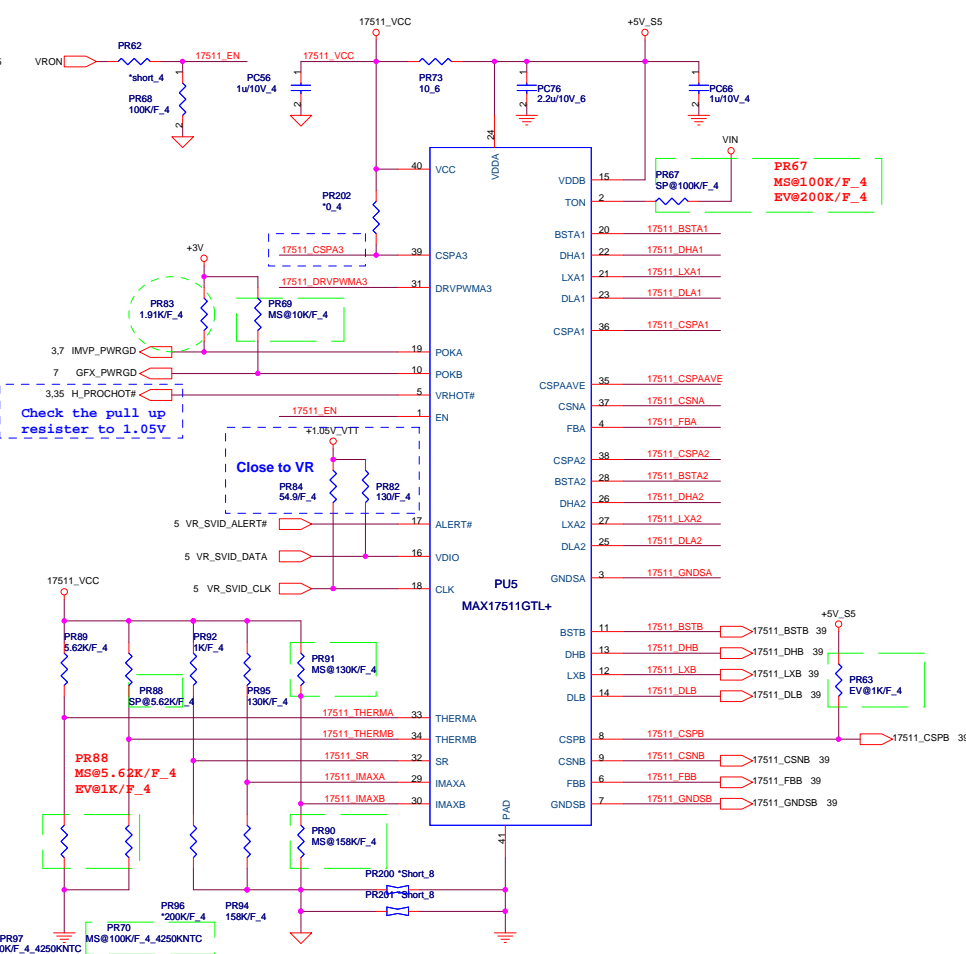 17511_VCC
+5V_S5
VRON
PR62
*short_4
17511_EN
PR68
100K/F_4
1
2
17511_VCC
PC56
1u/10V_4
1
2
PR73
10_6
PC76
2.2u/10V_6
1
2
PC66
1u/10V_4
1
2
VIN
PR67
SP@100K/F_4
PR67
MS@100K/F_4
EV@200K/F_4
24
VDDA
40
VCC
PR202
*0_4
17511_CSPA3
39
CSPA3
17511_DRVPWMA3
31
DRVPWMA3
+3V
PR83
1.91K/F_4
PR69
MS@10K/F_4
3,7 IMVP_PWRGD
19
POKA
7 GFX_PWRGD
10
POKB
3,35 H_PROCHOT#
5
VRHOT#
Check the pull up
resister to 1.05V
17511_EN
1
EN
+1.05V_VTT
Close to VR
PR84
54.9/F_4
PR82
130/F_4
5 VR_SVID_ALERT#
17
ALERT#
5 VR_SVID_DATA
16
VDIO
5 VR_SVID_CLK
18
CLK
PU5
MAX17511GTL+
VDDB
15
TON
2
BSTA1
20
17511_BSTA1
DHA1
22
17511_DHA1
LXA1
21
17511_LXA1
DLA1
23
17511_DLA1
CSPA1
36
17511_CSPA1
CSPAAVE
35
17511_CSPAAVE
CSNA
37
17511_CSNA
FBA
4
17511_FBA
CSPA2
38
17511_CSPA2
BSTA2
28
17511_BSTA2
DHA2
26
17511_DHA2
LXA2
27
17511_LXA2
DLA2
25
17511_DLA2
GNDSA
3
17511_GNDSA
BSTB
11
17511_BSTB
17511_BSTB 39
DHB
13
17511_DHB
17511_DHB 39
LXB
12
17511_LXB
17511_LXB 39
DLB
14
17511_DLB
17511_DLB 39
+5V_S5
PR63
EV@1K/F_4
CSPB
8
17511_CSPB
17511_CSPB 39
CSNB
9
17511_CSNB
17511_CSNB 39
FBB
6
17511_FBB
17511_FBB 39
GNDSB
7
17511_GNDSB
17511_GNDSB 39
17511_VCC
PR89
5.62K/F_4
PR88
SP@5.62K/F_4
PR92
1K/F_4
PR95
130K/F_4
PR91
MS@130K/F_4
17511_THERMA
33
THERMA
17511_THERMB
34
THERMB
17511_SR
32
SR
17511_IMAXA
29
IMAXA
17511_IMAXB
30
IMAXB
PR88
MS@5.62K/F_4
EV@1K/F_4
PR90
MS@158K/F_4
PAD
41
PR200 *Short_8
PR201 *Short_8
PR96
*200K/F_4
PR94
158K/F_4
PR97
0K/F_4_4250KNTC
PR70
MS@100K/F_4_4250KNTC